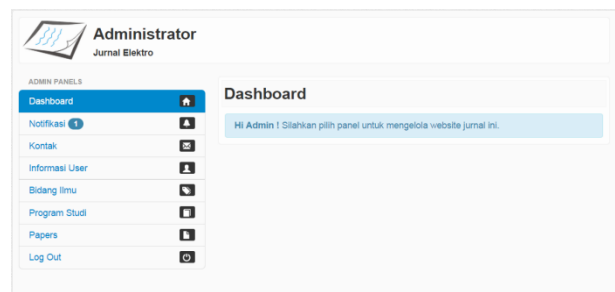 Administrator
Jurnal Elektro
ADMIN PANELS
Dashboard
Notifikasi 1
Kontak
Informasi User
Bidang Ilmu
Program Studi
Papers
Log Out
Dashboard
Hi Admin ! Silahkan pilih panel untuk mengelola website jurnal ini.